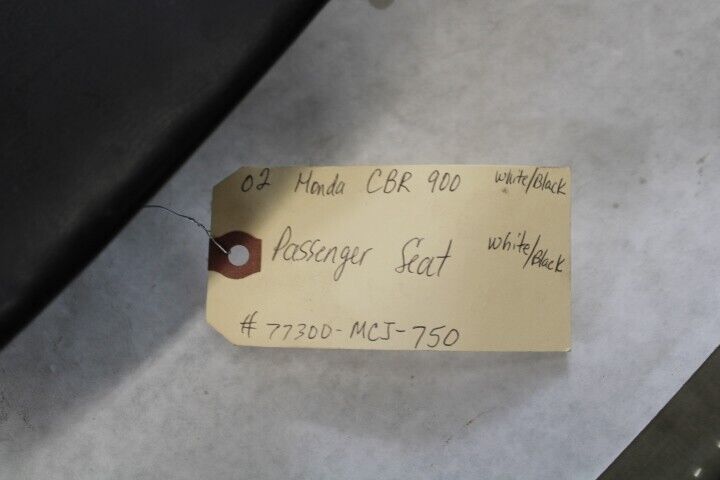 02 Honda CBR 900 White/Black
Passenger Seat White/Black
# 77300-MCJ-750